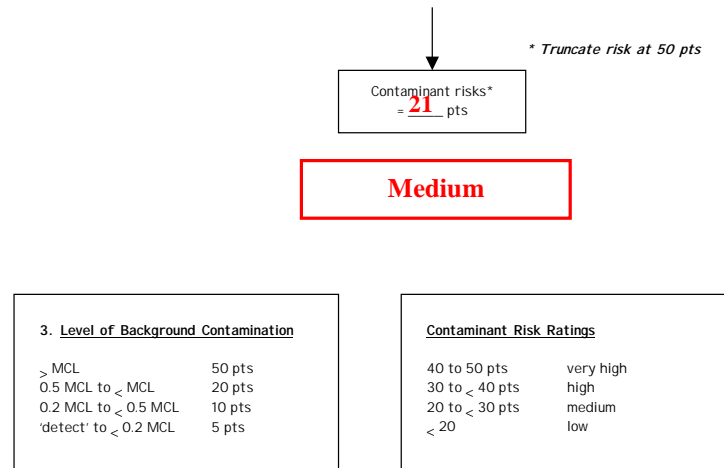 * Truncate risk at 50 pts
Contaminant risks*
= 21 pts
Medium
3. Level of Background Contamination
> MCL 50 pts
0.5 MCL to < MCL 20 pts
0.2 MCL to < 0.5 MCL 10 pts
'detect' to < 0.2 MCL 5 pts
Contaminant Risk Ratings
40 to 50 pts very high
30 to < 40 pts high
20 to < 30 pts medium
< 20 low